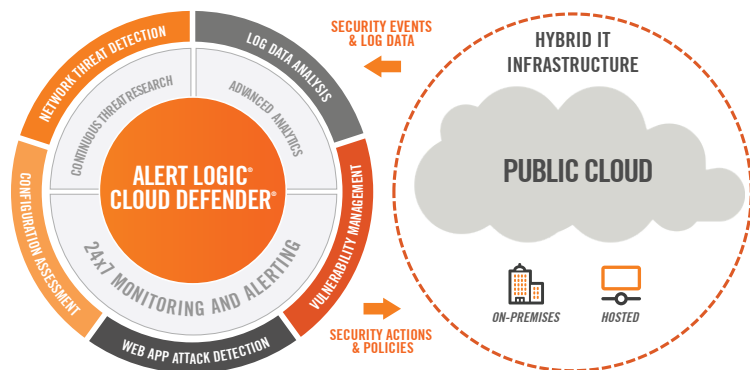 NETWORK THREAT DETECTION
LOG DATA ANALYSIS
CONTINUOUS THREAT RESEARCH
ADVANCED ANALYTICS
ALERT LOGIC®
CLOUD DEFENDER®
CONFIGURATION ASSESSMENT
VULNERABILITY MANAGEMENT
24x7 MONITORING AND ALERTING
WEB APP ATTACK DETECTION
SECURITY EVENTS
& LOG DATA
SECURITY ACTIONS
& POLICIES
HYBRID IT
INFRASTRUCTURE
PUBLIC CLOUD
ON-PREMISES
HOSTED